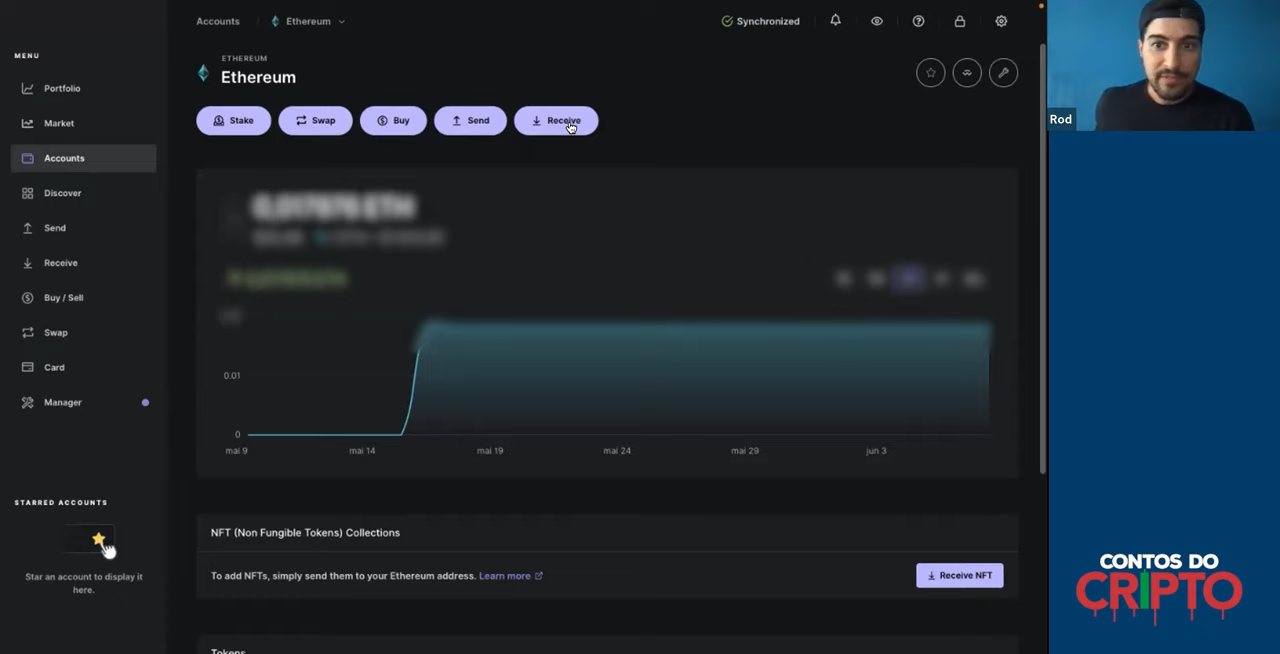 Accounts
Ethereum
Synchronized
MENU
Portfolio
Market
Accounts
Discover
Send
Receive
Buy / Sell
Swap
Card
Manager
STARRED ACCOUNTS
Star an account to display it
here.
ETHEREUM
Ethereum
Stake
Swap
Buy
Send
Receive
0.01
0
mai 9
mai 14
mai 19
mai 24
mai 29
jun 3
NFT (Non Fungible Tokens) Collections
To add NFTs, simply send them to your Ethereum address. Learn more
Receive NFT
Tokens
Rod
CONTOS DO
CRIPTO